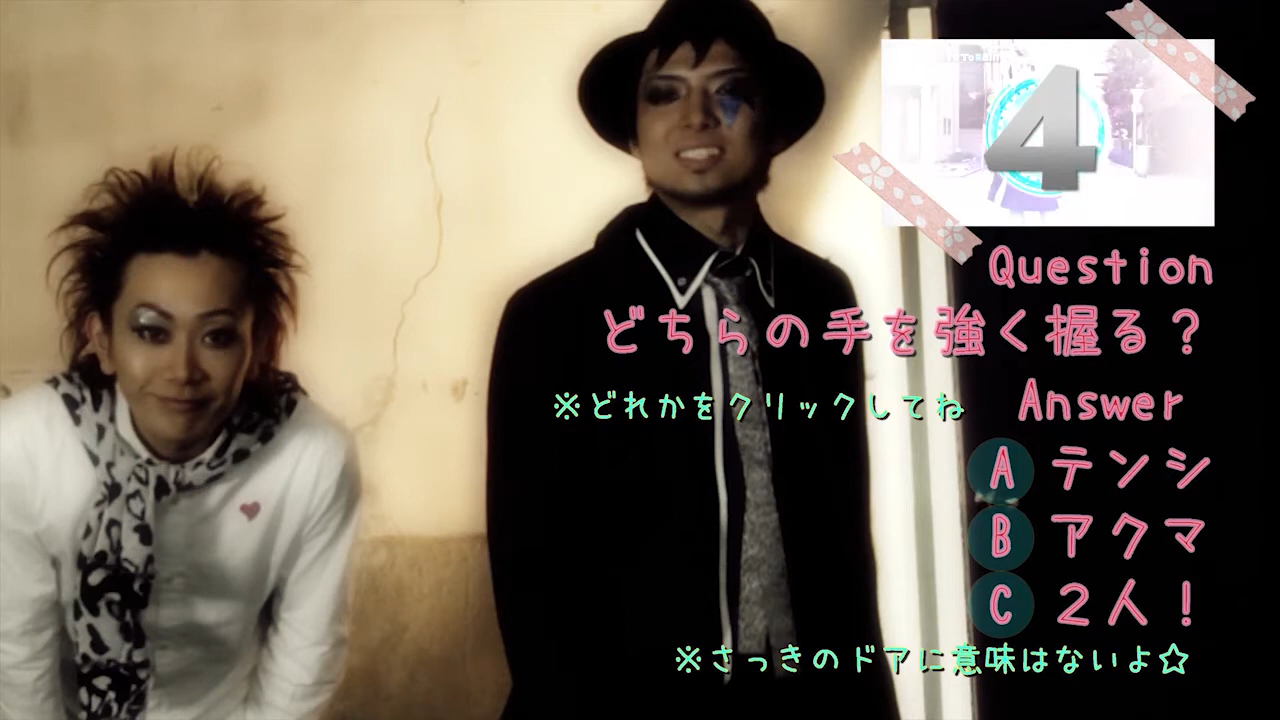 4
Question
どちらの手を強く握る？
※どれかをクリックしてね
Answer
A テンシ
B アクマ
C 2人！
※さっきのドアに意味はないよ☆